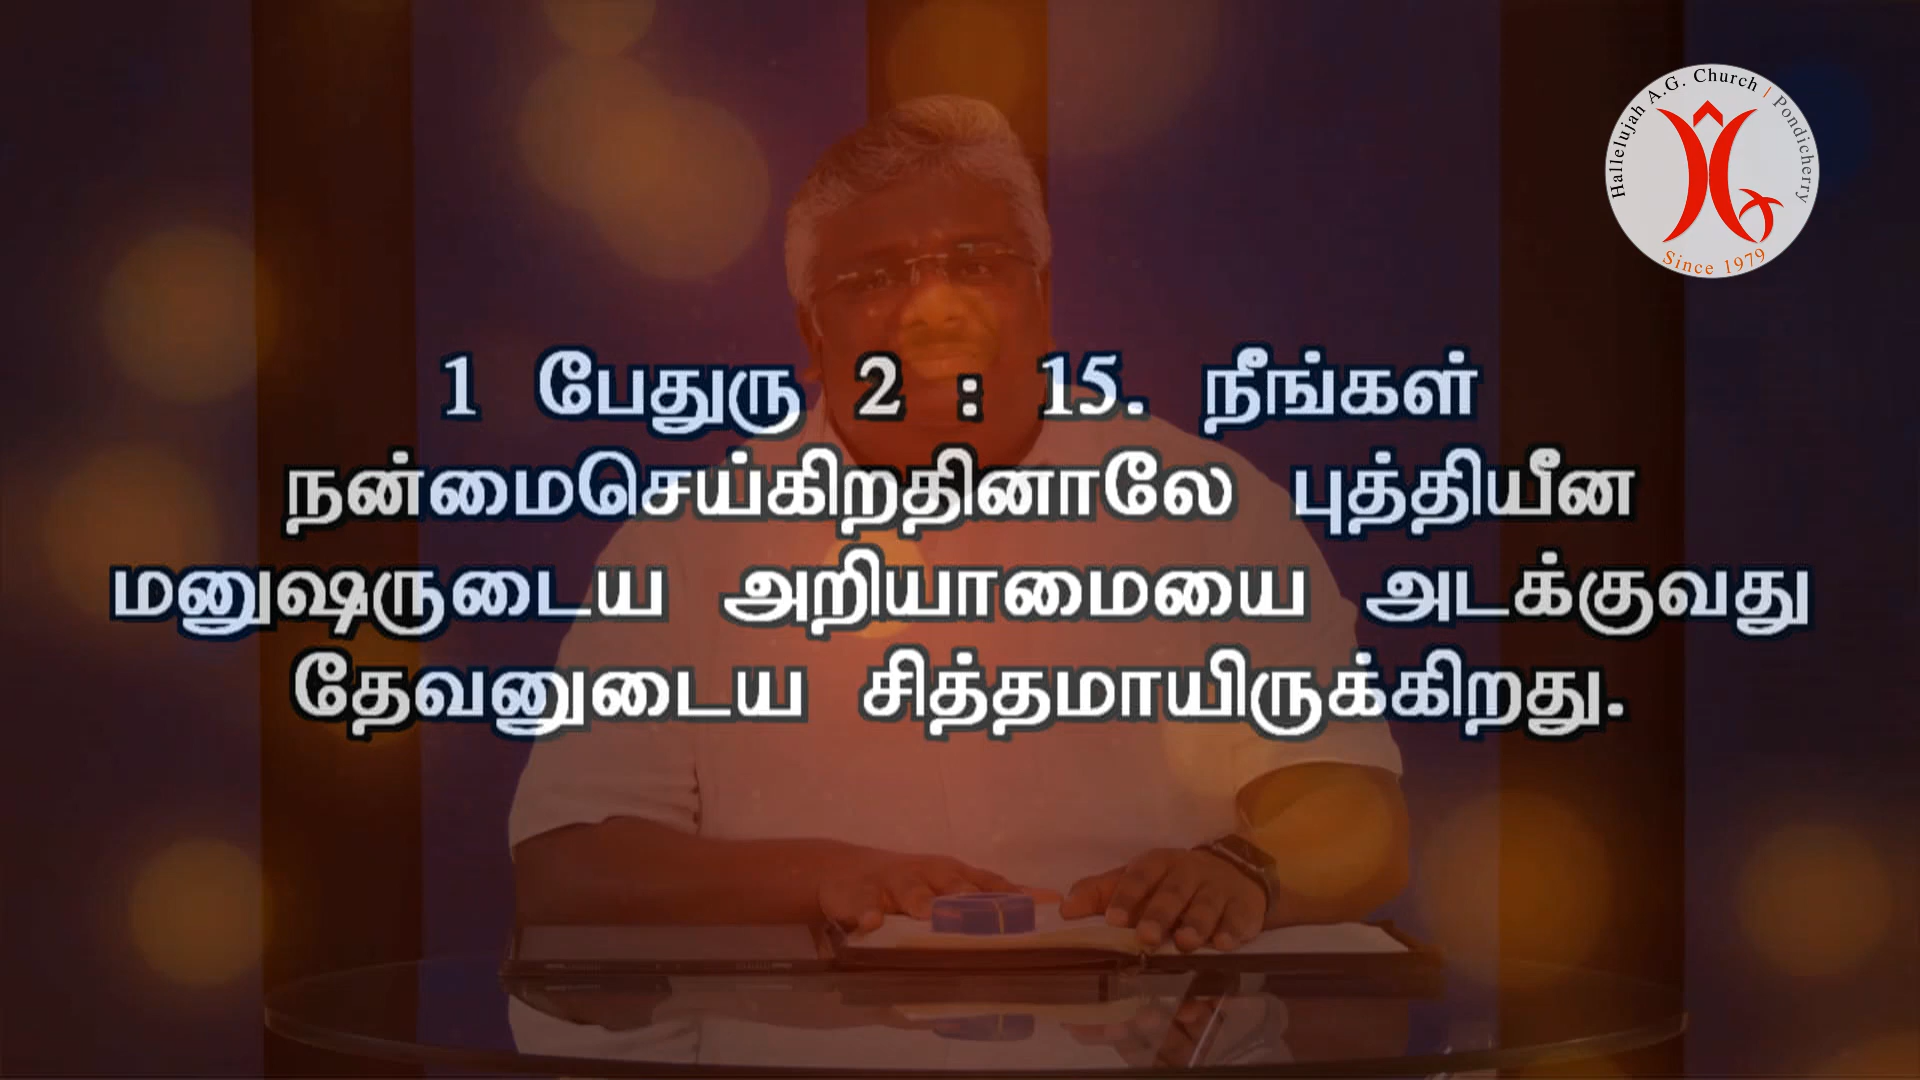 Hallelujah A.G. Church | Pondicherry
Since 1979
1 பேதுரு 2 : 15. நீங்கள்
நன்மைசெய்கிறதினாலே புத்தியீன
மனுஷருடைய அறியாமையை அடக்குவது
தேவனுடைய சித்தமாயிருக்கிறது.